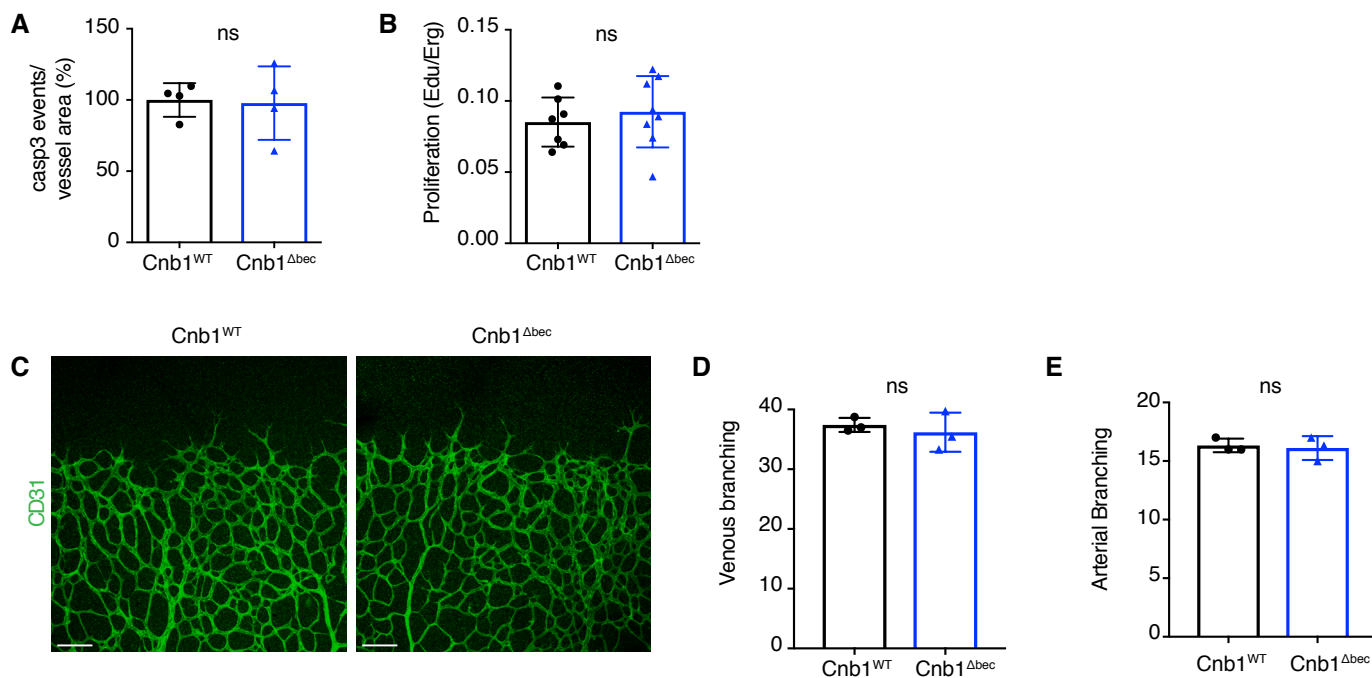 A
casp3 events/
vessel area (%)
150
100
50
0
ns
Cnb1WT
Cnb1Δbec
B
Proliferation (Edu/Erg)
0.15
0.10
0.05
0.00
ns
Cnb1WT
Cnb1Δbec
C
Cnb1WT
Cnb1Δbec
CD31
D
Venous branching
40
30
20
10
0
ns
Cnb1WT
Cnb1Δbec
E
Arterial Branching
20
15
10
5
0
ns
Cnb1WT
Cnb1Δbec